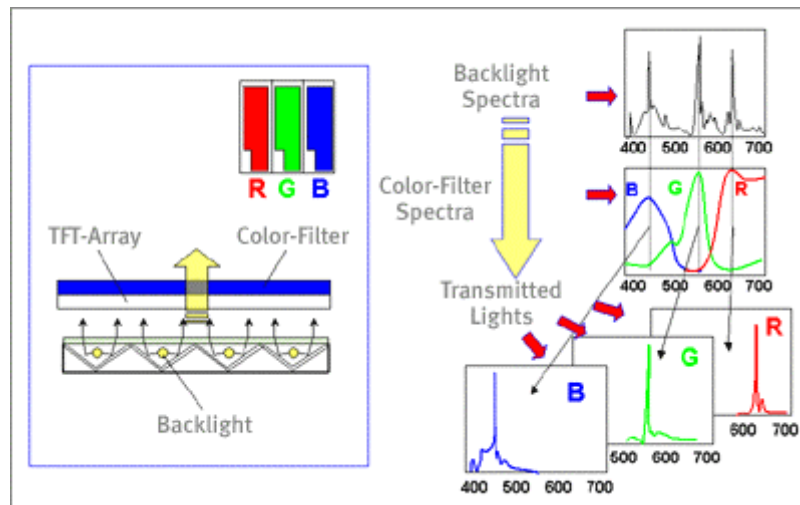 R G B
TFT-Array
Color-Filter
Backlight
Backlight
Spectra
400 500 600 700
Color-Filter
Spectra
B G R
400 500 600 700
Transmitted
Lights
R
600 700
G
500 600 700
B
400 500 600 700